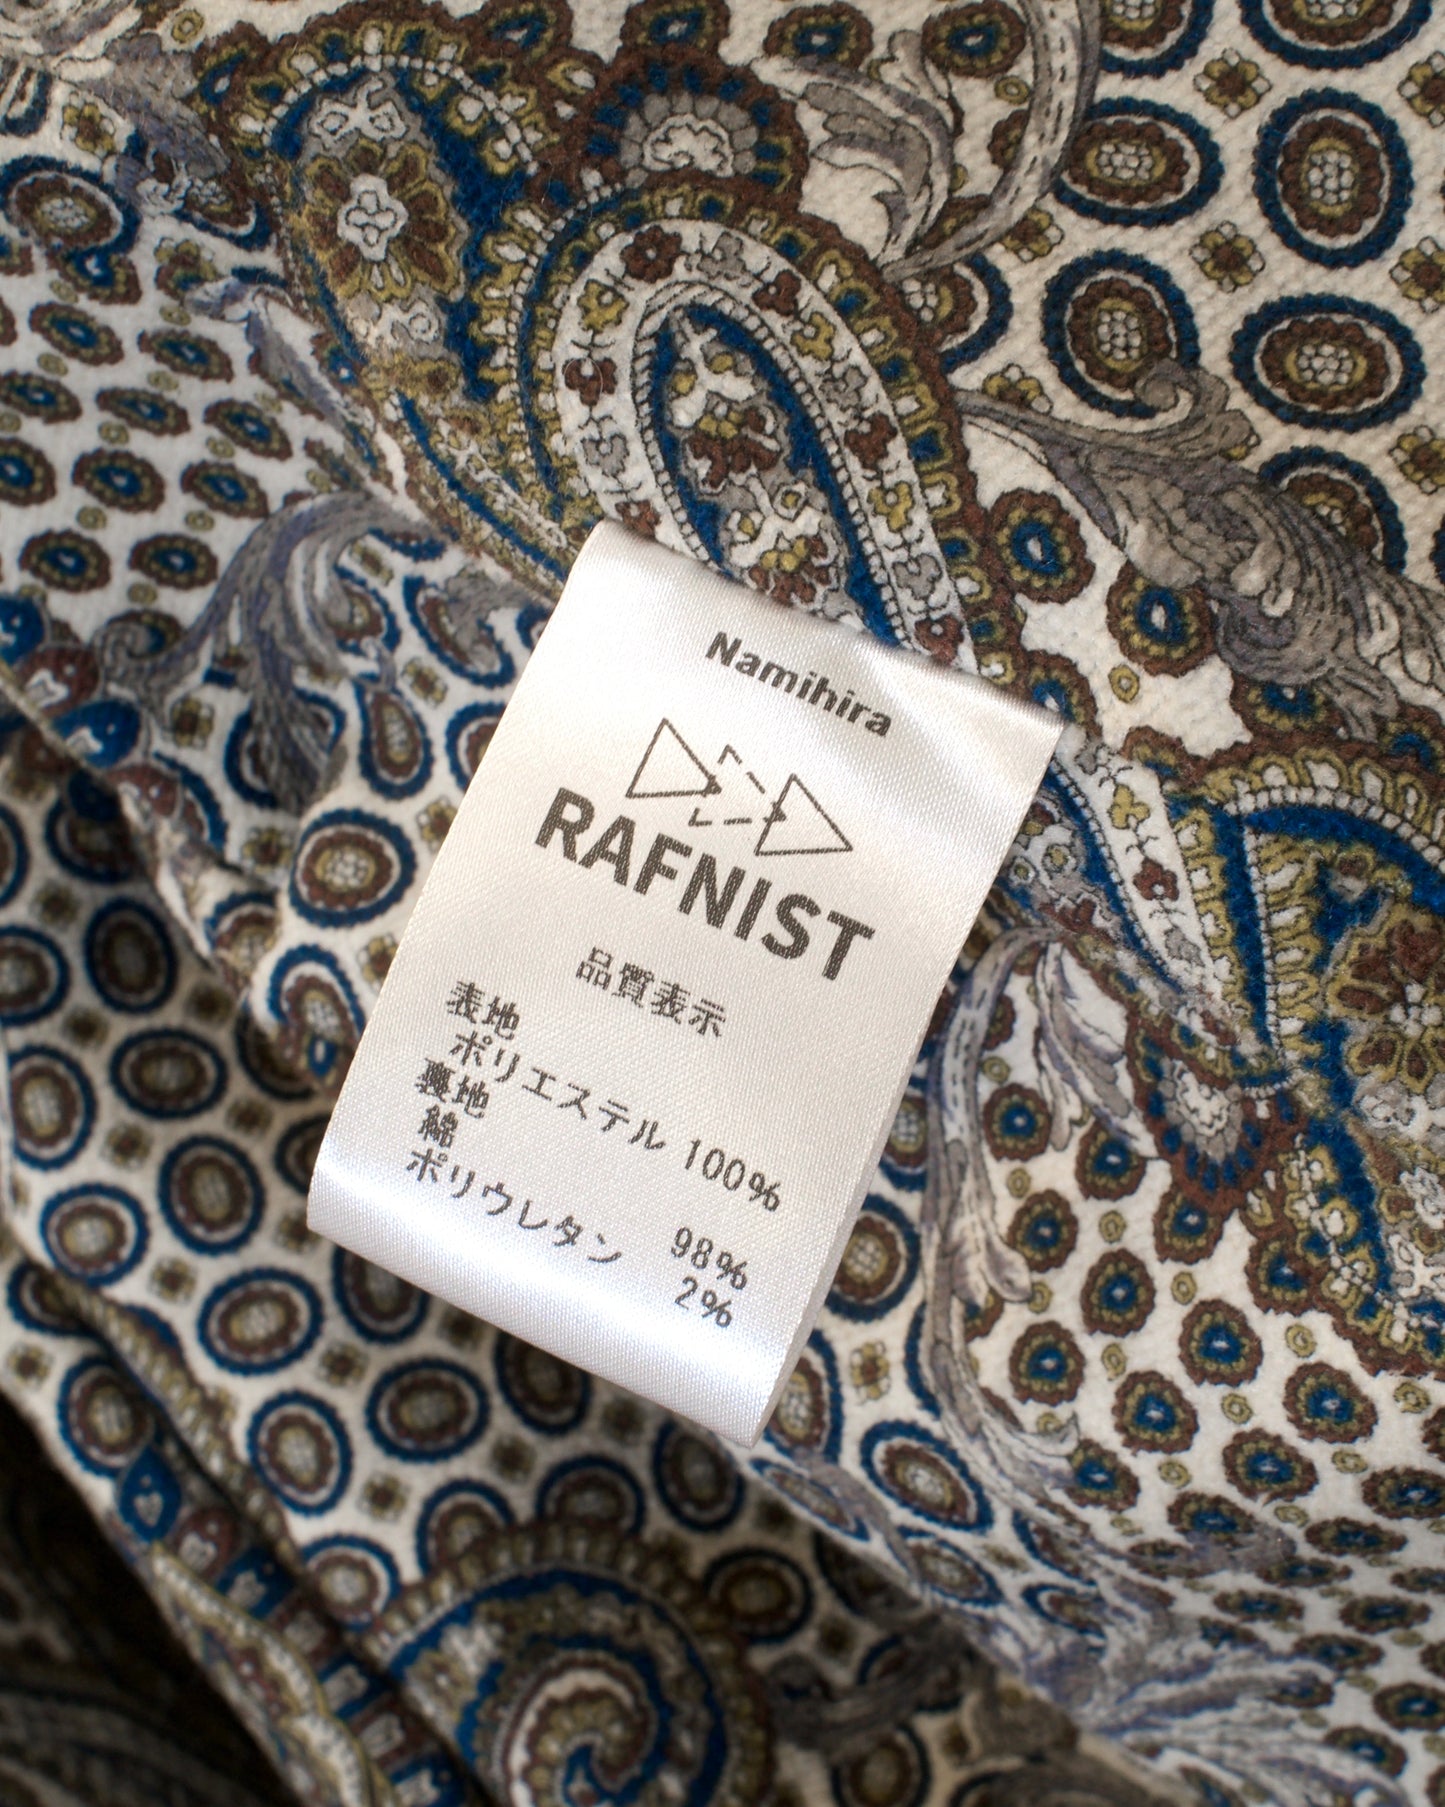 Namihira
RAFNIST
品質表示
表地
ポリエステル 100%
裏地
綿 98%
ポリウレタン 2%